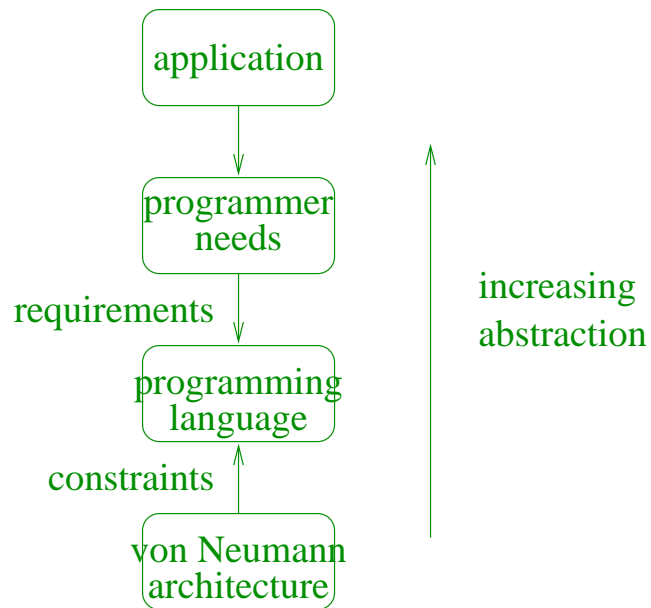 application
programmer
needs
requirements
increasing
abstraction
programming
language
constraints
von Neumann
architecture